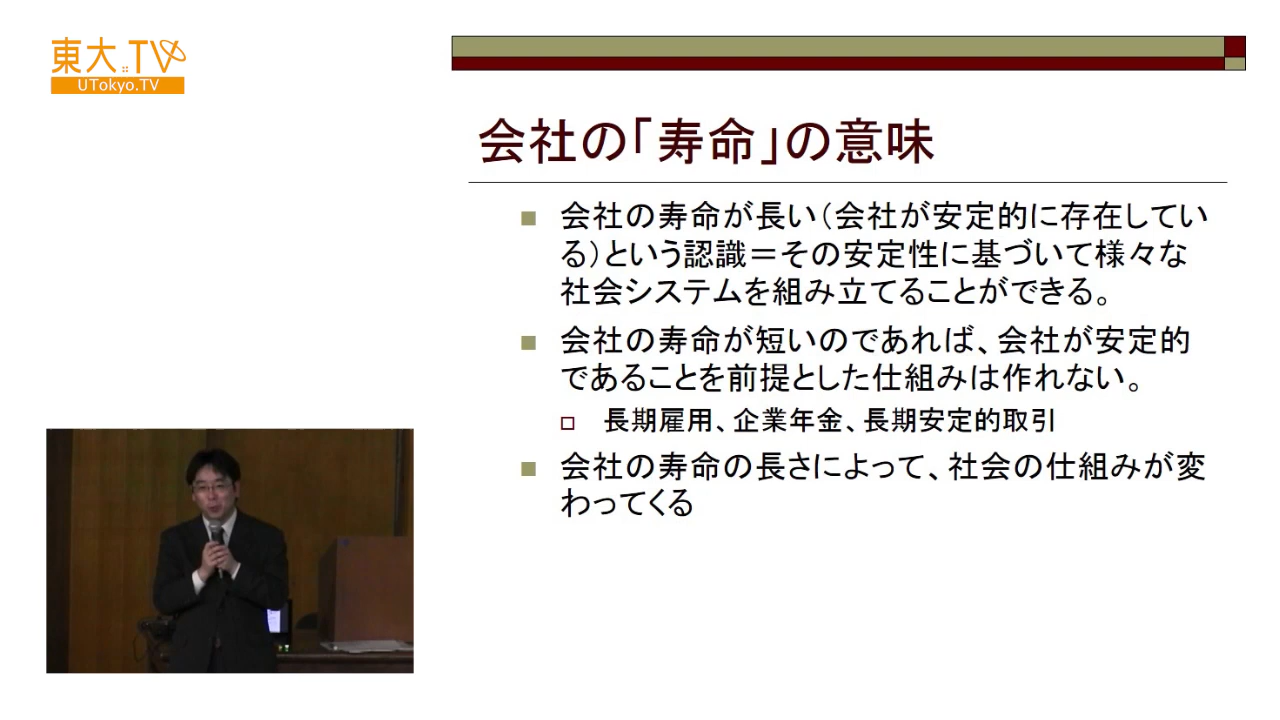 東大.TV
UTokyo.TV
会社の「寿命」の意味
会社の寿命が長い(会社が安定的に存在してい
る)という認識=その安定性に基づいて様々な
社会システムを組み立てることができる。
会社の寿命が短いのであれば、会社が安定的
であることを前提とした仕組みは作れない。
長期雇用、企業年金、長期安定的取引
会社の寿命の長さによって、社会の仕組みが変
わってくる